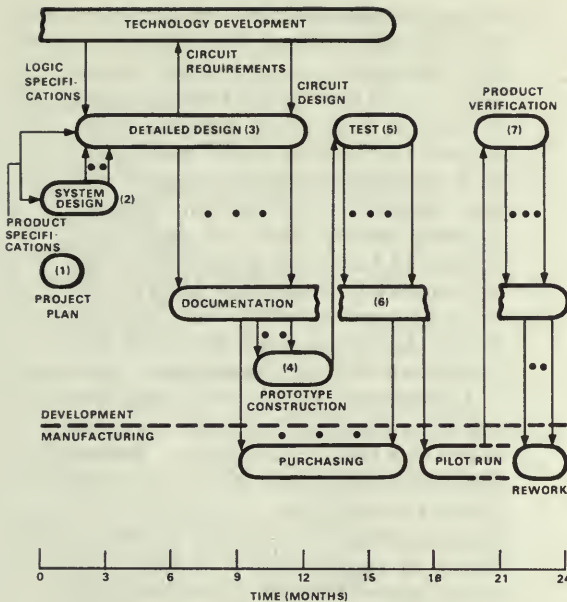 TECHNOLOGY DEVELOPMENT
LOGIC
SPECIFI-
CATIONS
CIRCUIT
REQUIREMENTS
CIRCUIT
DESIGN
PRODUCT
VERIFICATION
DETAILED DESIGN (3)
TEST (5)
(7)
SYSTEM
DESIGN
(2)
PRODUCT
SPECIFI-
CATIONS
(1)
PROJECT
PLAN
DOCUMENTATION
(6)
(4)
PROTOTYPE
CONSTRUCTION
DEVELOPMENT
MANUFACTURING
PURCHASING
PILOT RUN
REWORK
0 3 6 9 12 15 18 21 24
TIME (MONTHS)